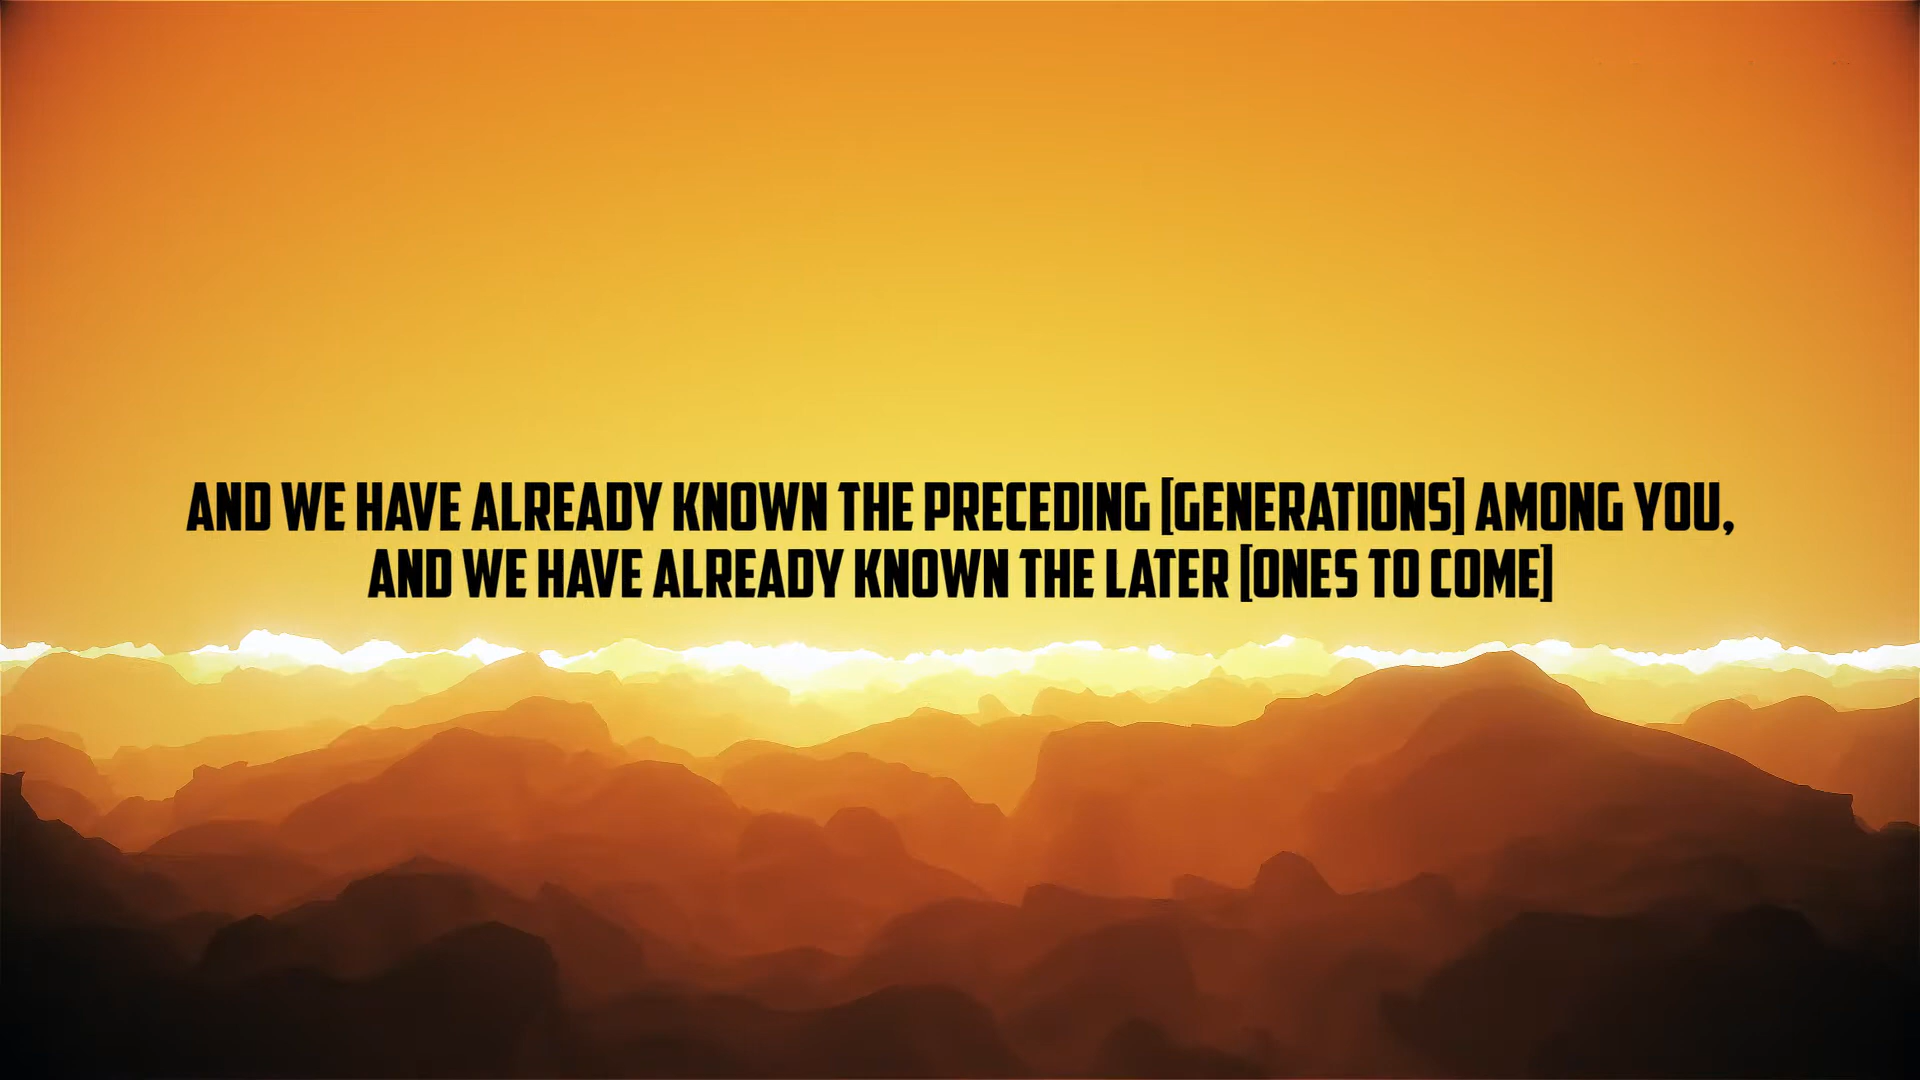 AND WE HAVE ALREADY KNOWN THE PRECEDING [GENERATIONS] AMONG YOU,
AND WE HAVE ALREADY KNOWN THE LATER [ONES TO COME]